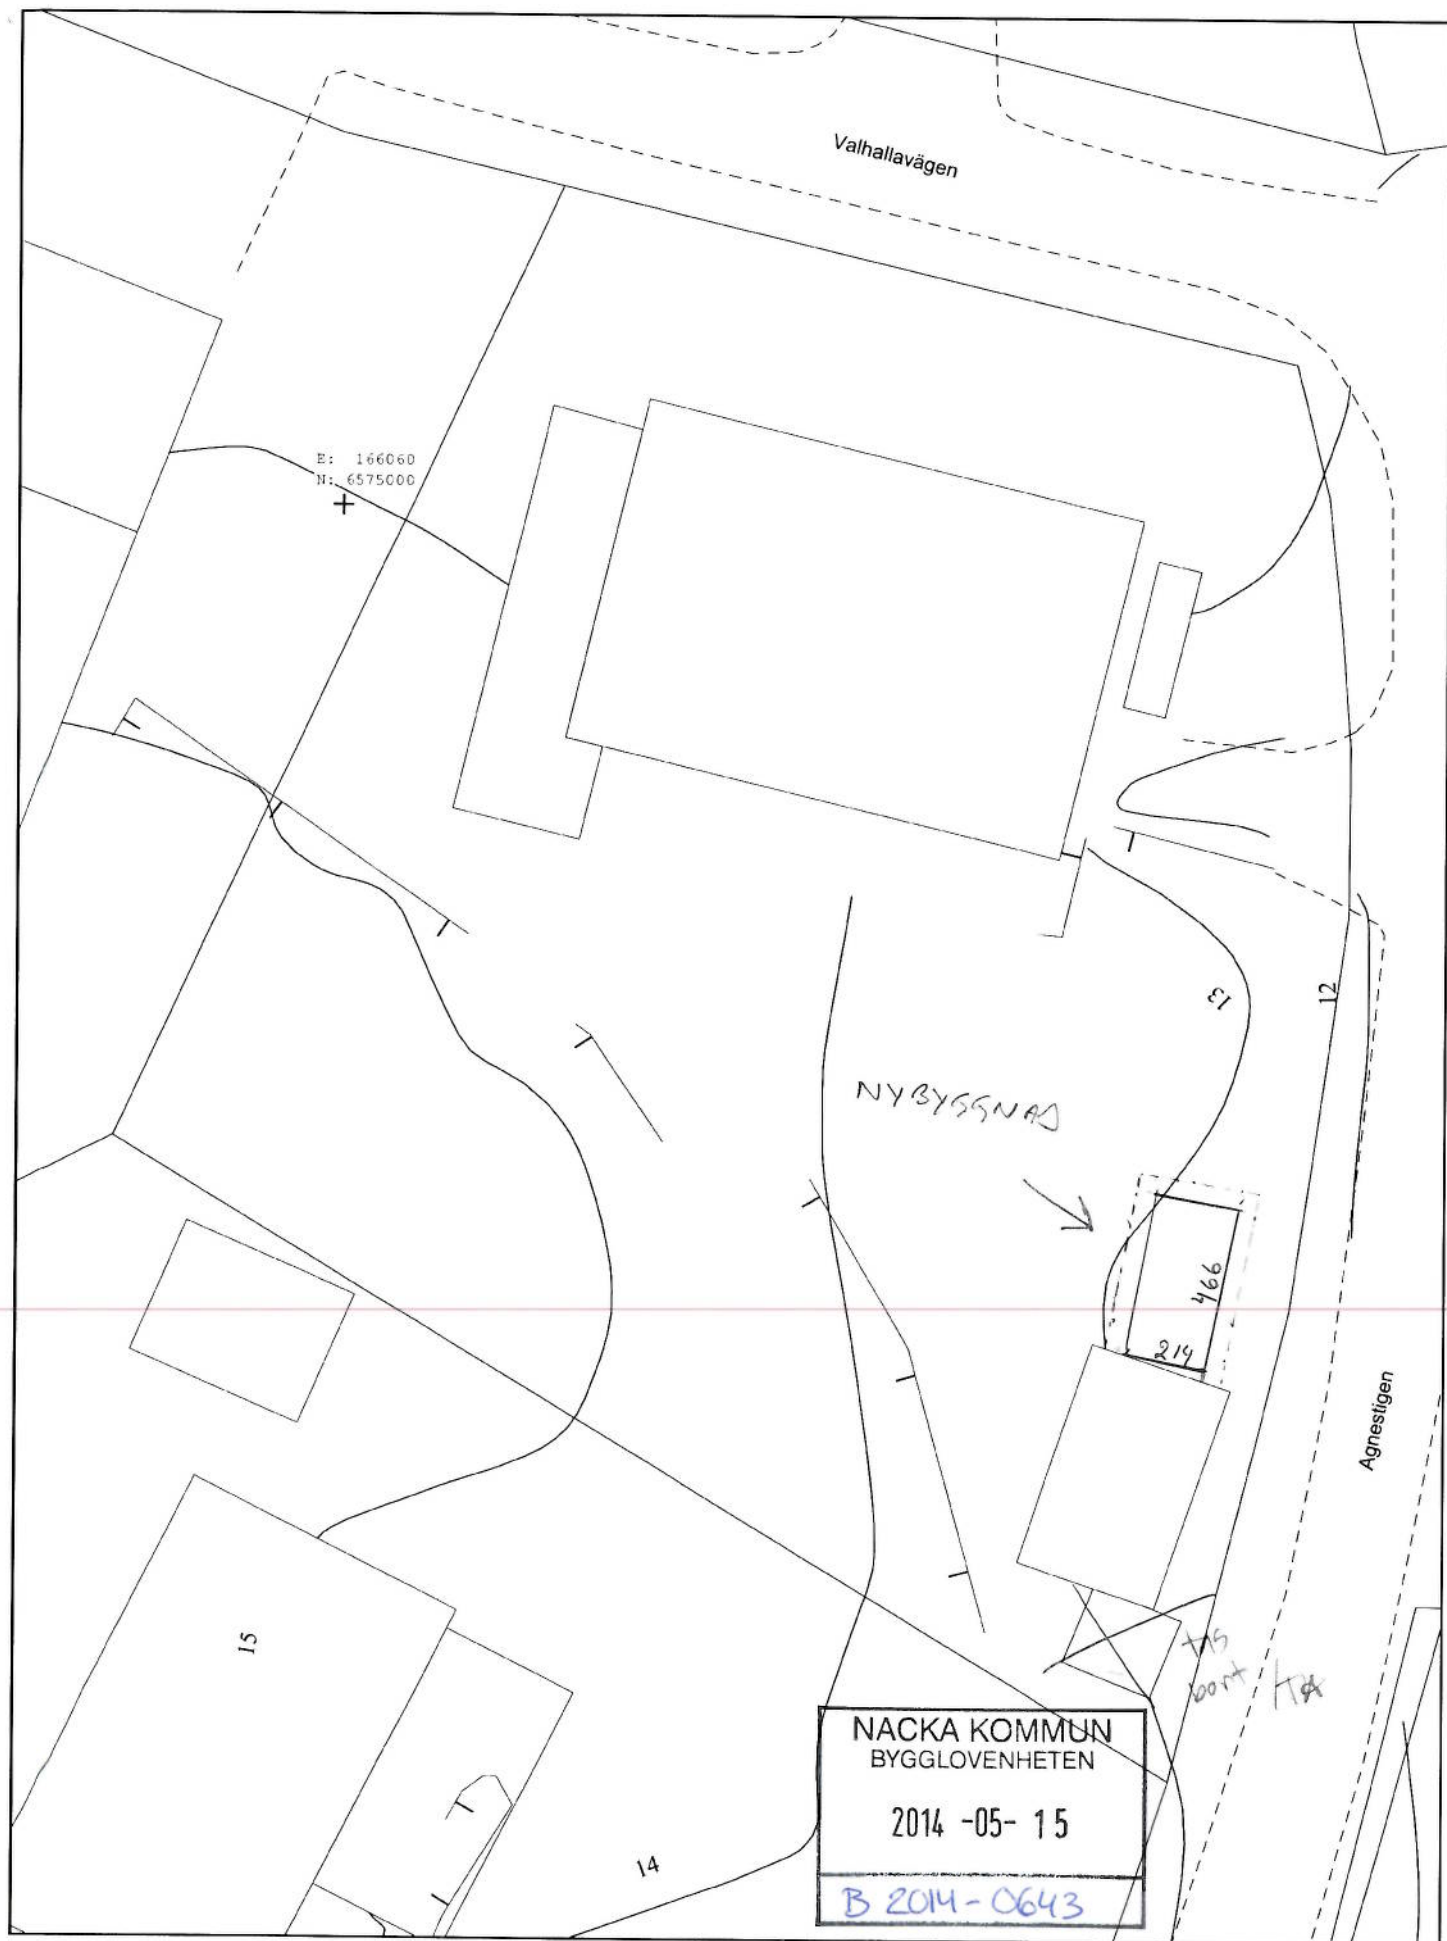 Valhallavägen
E: 166060
N: 6575000
13
12
NYBYGGNAD
466
214
Agnestigen
15
tas
bort
14
NACKA KOMMUN
BYGGLOVENHETEN
2014 -05- 15
B 2014-0643